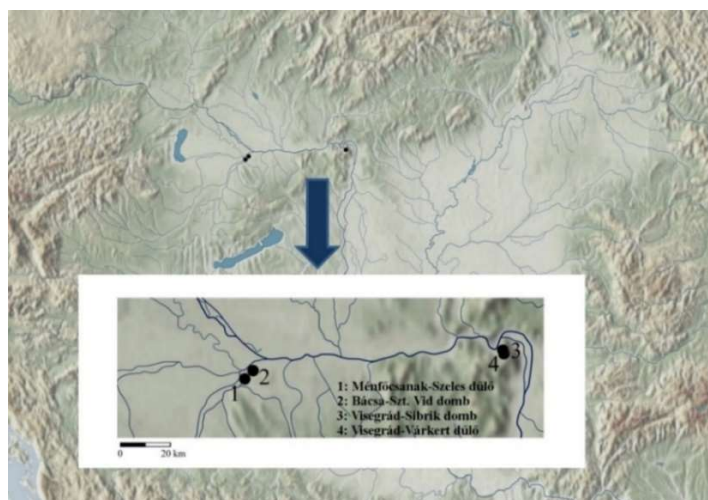 2
1
3
4
1: Ménfőcsanak-Szeles dűlő
2: Bácsa-Szt. Vid domb
3: Visegrád-Sibrik domb
4: Visegrád-Várkert dűlő
0 20 km